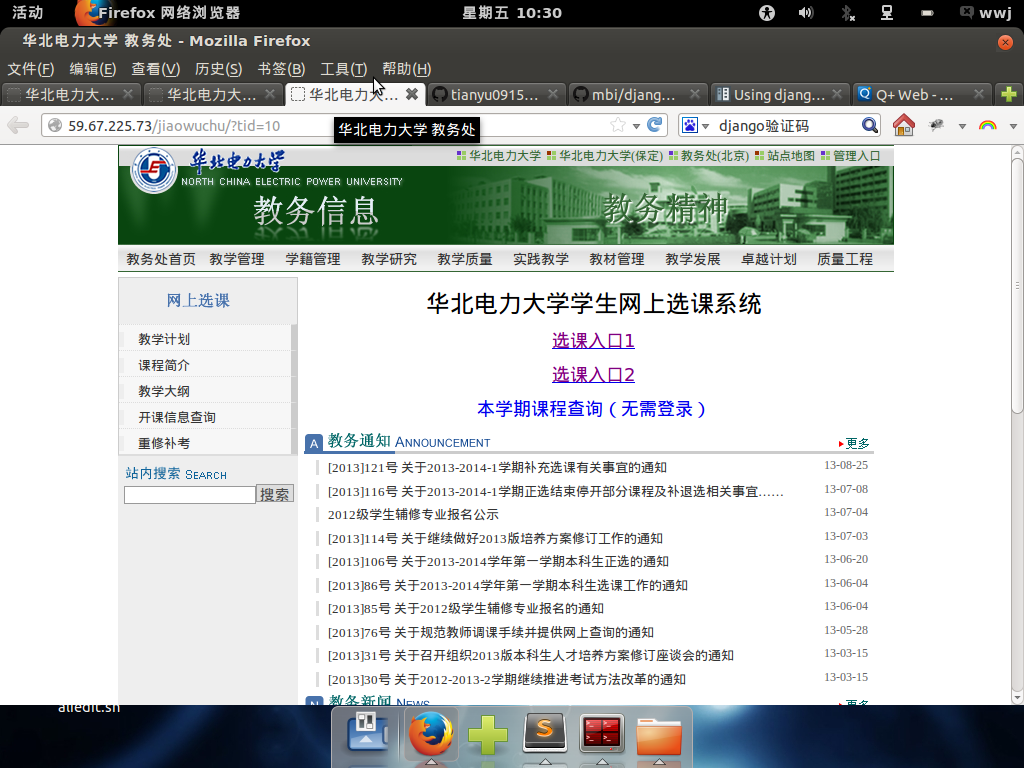 活动 Firefox 网络浏览器 星期五 10:30 wwj
华北电力大学 教务处 - Mozilla Firefox
文件(F) 编辑(E) 查看(V) 历史(S) 书签(B) 工具(T) 帮助(H)
华北电力大... 华北电力大... 华北电力大... tianyu0915... mbi/djang... Using djang... Q+ Web - ...
59.67.225.73/jiaowuchu/?tid=10 django验证码
华北电力大学 教务处
华北电力大学 华北电力大学 华北电力大学(保定) 教务处(北京) 站点地图 管理入口
NORTH CHINA ELECTRIC POWER UNIVERSITY
教务信息 教务精神
教务处首页 教学管理 学籍管理 教学研究 教学质量 实践教学 教材管理 教学发展 卓越计划 质量工程
网上选课
教学计划
课程简介
教学大纲
开课信息查询
重修补考
站内搜索 SEARCH
搜索
华北电力大学学生网上选课系统
选课入口1
选课入口2
本学期课程查询（无需登录）
A 教务通知 ANNOUNCEMENT 更多
[2013]121号 关于2013-2014-1学期补充选课有关事宜的通知 13-08-25
[2013]116号 关于2013-2014-1学期正选结束停开部分课程及补退选相关事宜…… 13-07-08
2012级学生辅修专业报名公示 13-07-04
[2013]114号 关于继续做好2013版培养方案修订工作的通知 13-07-03
[2013]106号 关于2013-2014学年第一学期本科生正选的通知 13-06-20
[2013]86号 关于2013-2014学年第一学期本科生选课工作的通知 13-06-04
[2013]85号 关于2012级学生辅修专业报名的通知 13-06-04
[2013]76号 关于规范教师调课手续并提供网上查询的通知 13-05-28
[2013]31号 关于召开组织2013版本科生人才培养方案修订座谈会的通知 13-03-15
[2013]30号 关于2012-2013-2学期继续推进考试方法改革的通知 13-03-15
N 教务新闻 NEWS 更多
alledit.sh